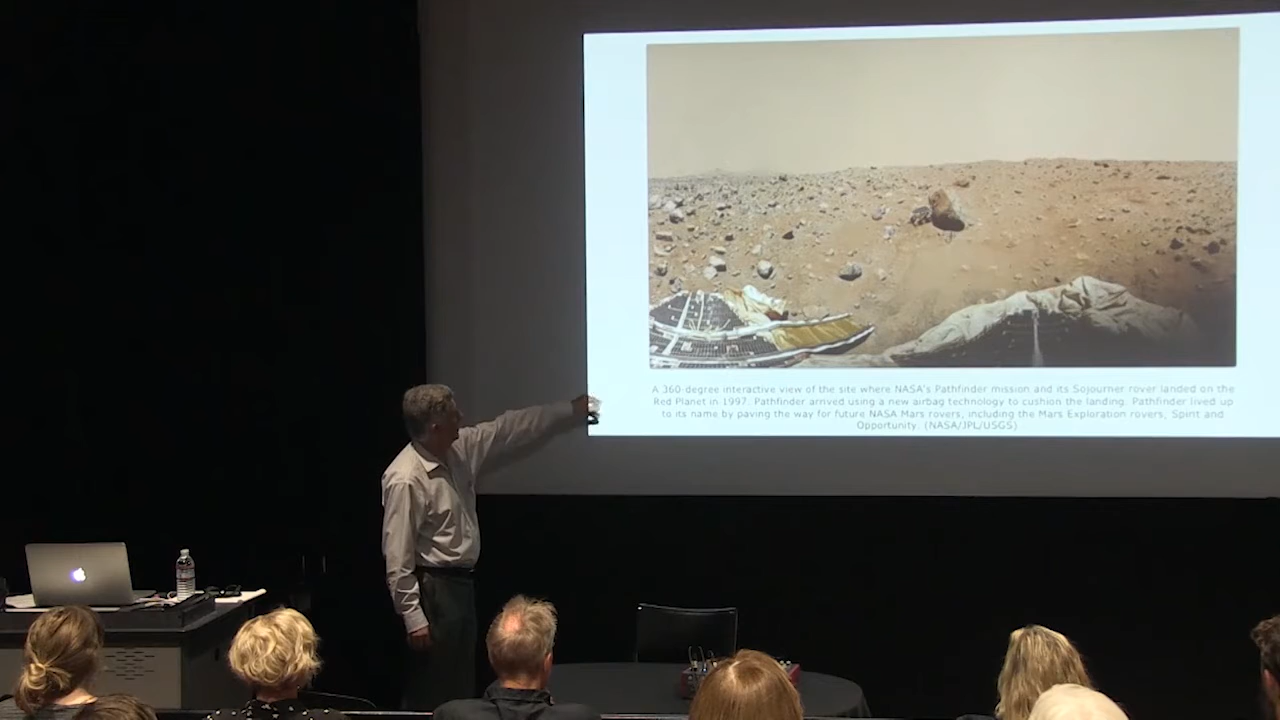 A 360-degree interactive view of the site where NASA's Pathfinder mission and its Sojourner rover landed on the
Red Planet in 1997. Pathfinder arrived using a new airbag technology to cushion the landing. Pathfinder lived up
to its name by paving the way for future NASA Mars rovers, including the Mars Exploration rovers, Spirit and
Opportunity. (NASA/JPL/USGS)